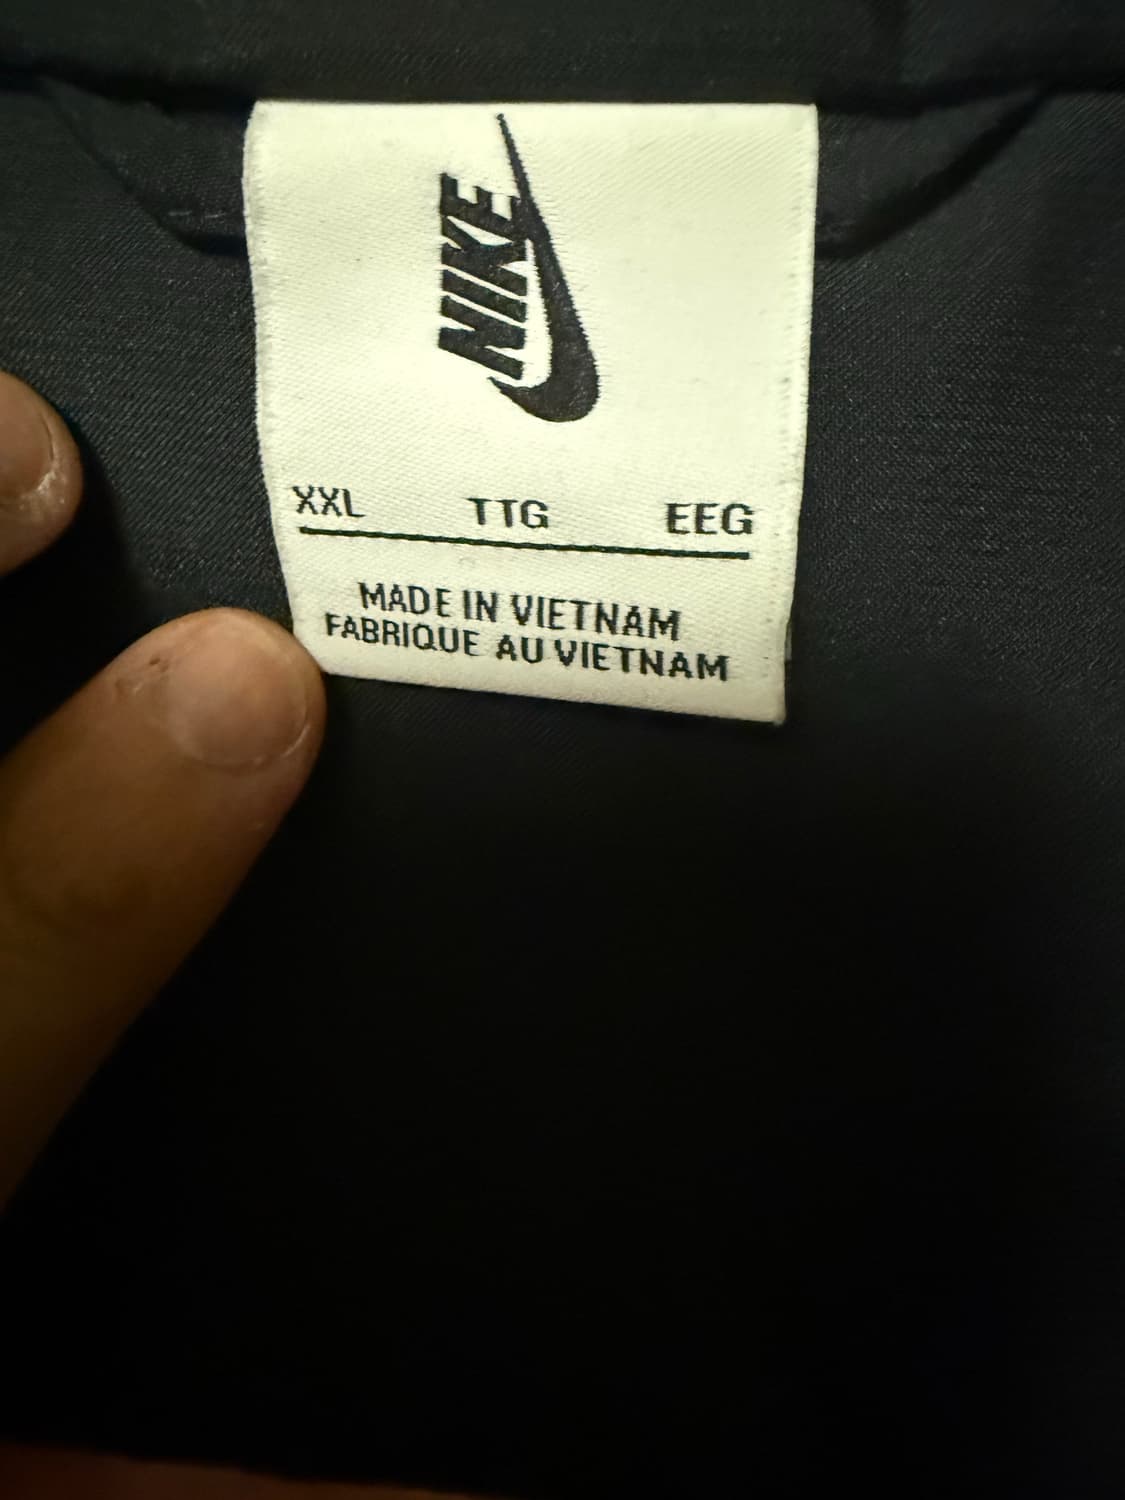 NIKE
XXL TTG EEG
MADE IN VIETNAM
FABRIQUE AU VIETNAM